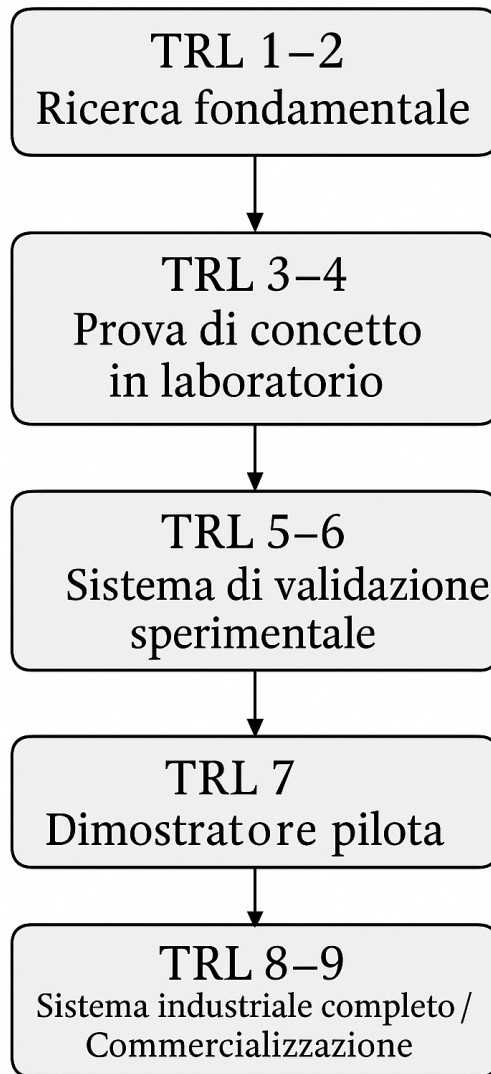 TRL 1–2
Ricerca fondamentale
TRL 3–4
Prova di concetto
in laboratorio
TRL 5–6
Sistema di validazione
sperimentale
TRL 7
Dimostratore pilota
TRL 8–9
Sistema industriale completo /
Commercializzazione